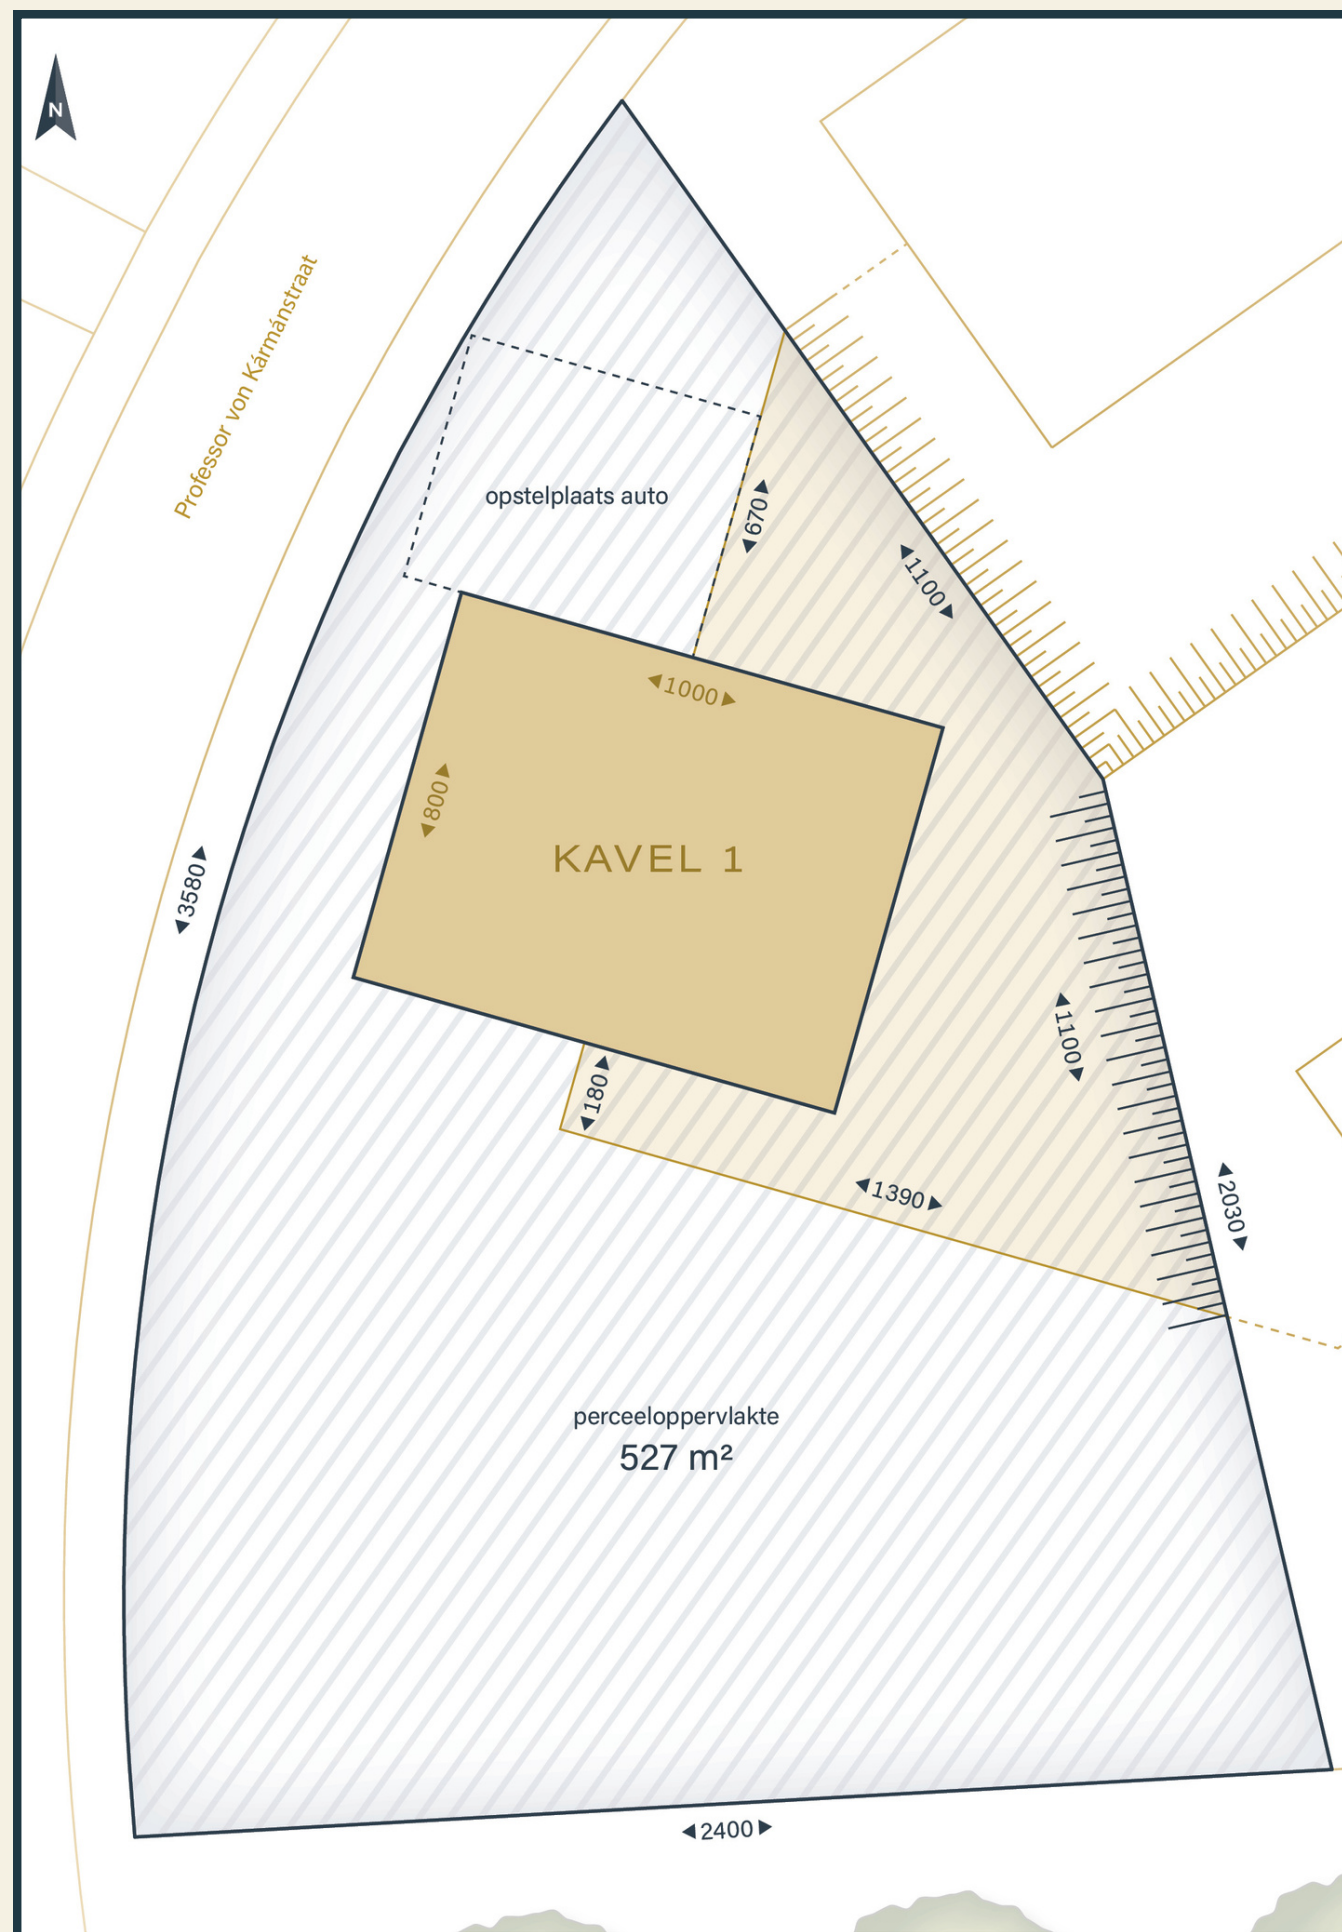 N
Professor von Kármánstraat
opstelplaats auto
670
1100
1000
800
KAVEL 1
3580
1100
180
1390
2030
perceeloppervlakte
527 m²
2400